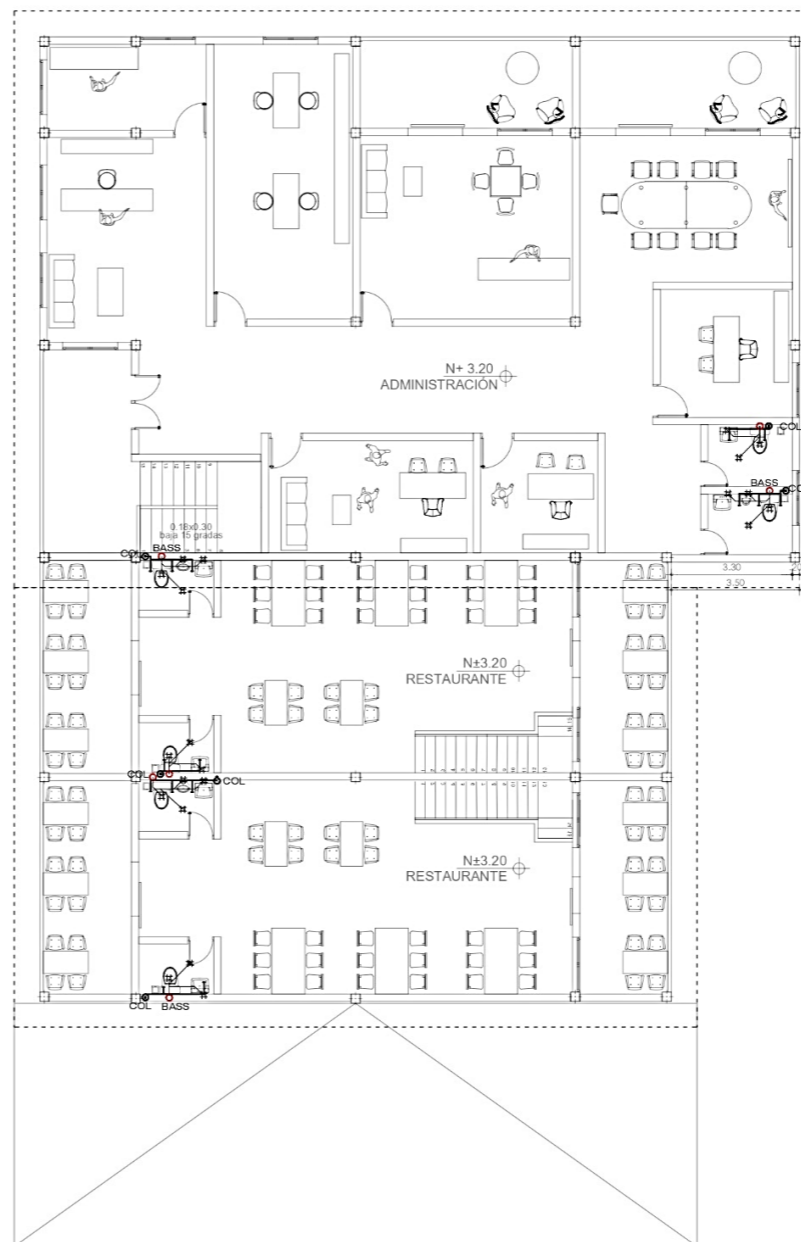 N+ 3.20
ADMINISTRACIÓN
COL
BASS
0.18x0.30
baja 15 gradas
COL
BASS
3.30
20
3.50
N±3.20
RESTAURANTE
COL
COL
N±3.20
RESTAURANTE
COL
BASS